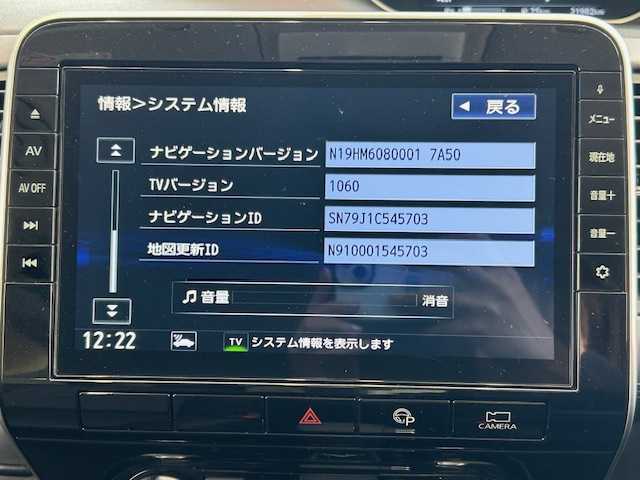 情報>システム情報
戻る
ナビゲーションバージョン N19HM6080001 7A50
TVバージョン 1060
ナビゲーションID SN79J1C545703
地図更新ID N910001545703
音量 消音
12:22 TV システム情報を表示します
AV
AV OFF
メニュー
現在地
音量+
音量−
P
CAMERA